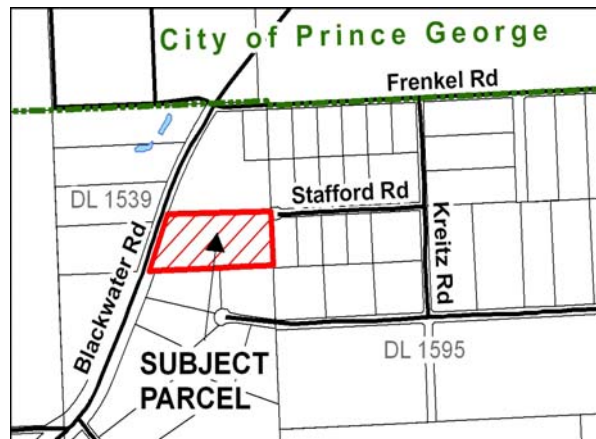 City of Prince George
Frenkel Rd
Stafford Rd
DL 1539
Kreitz Rd
Blackwater Rd
SUBJECT
PARCEL
DL 1595